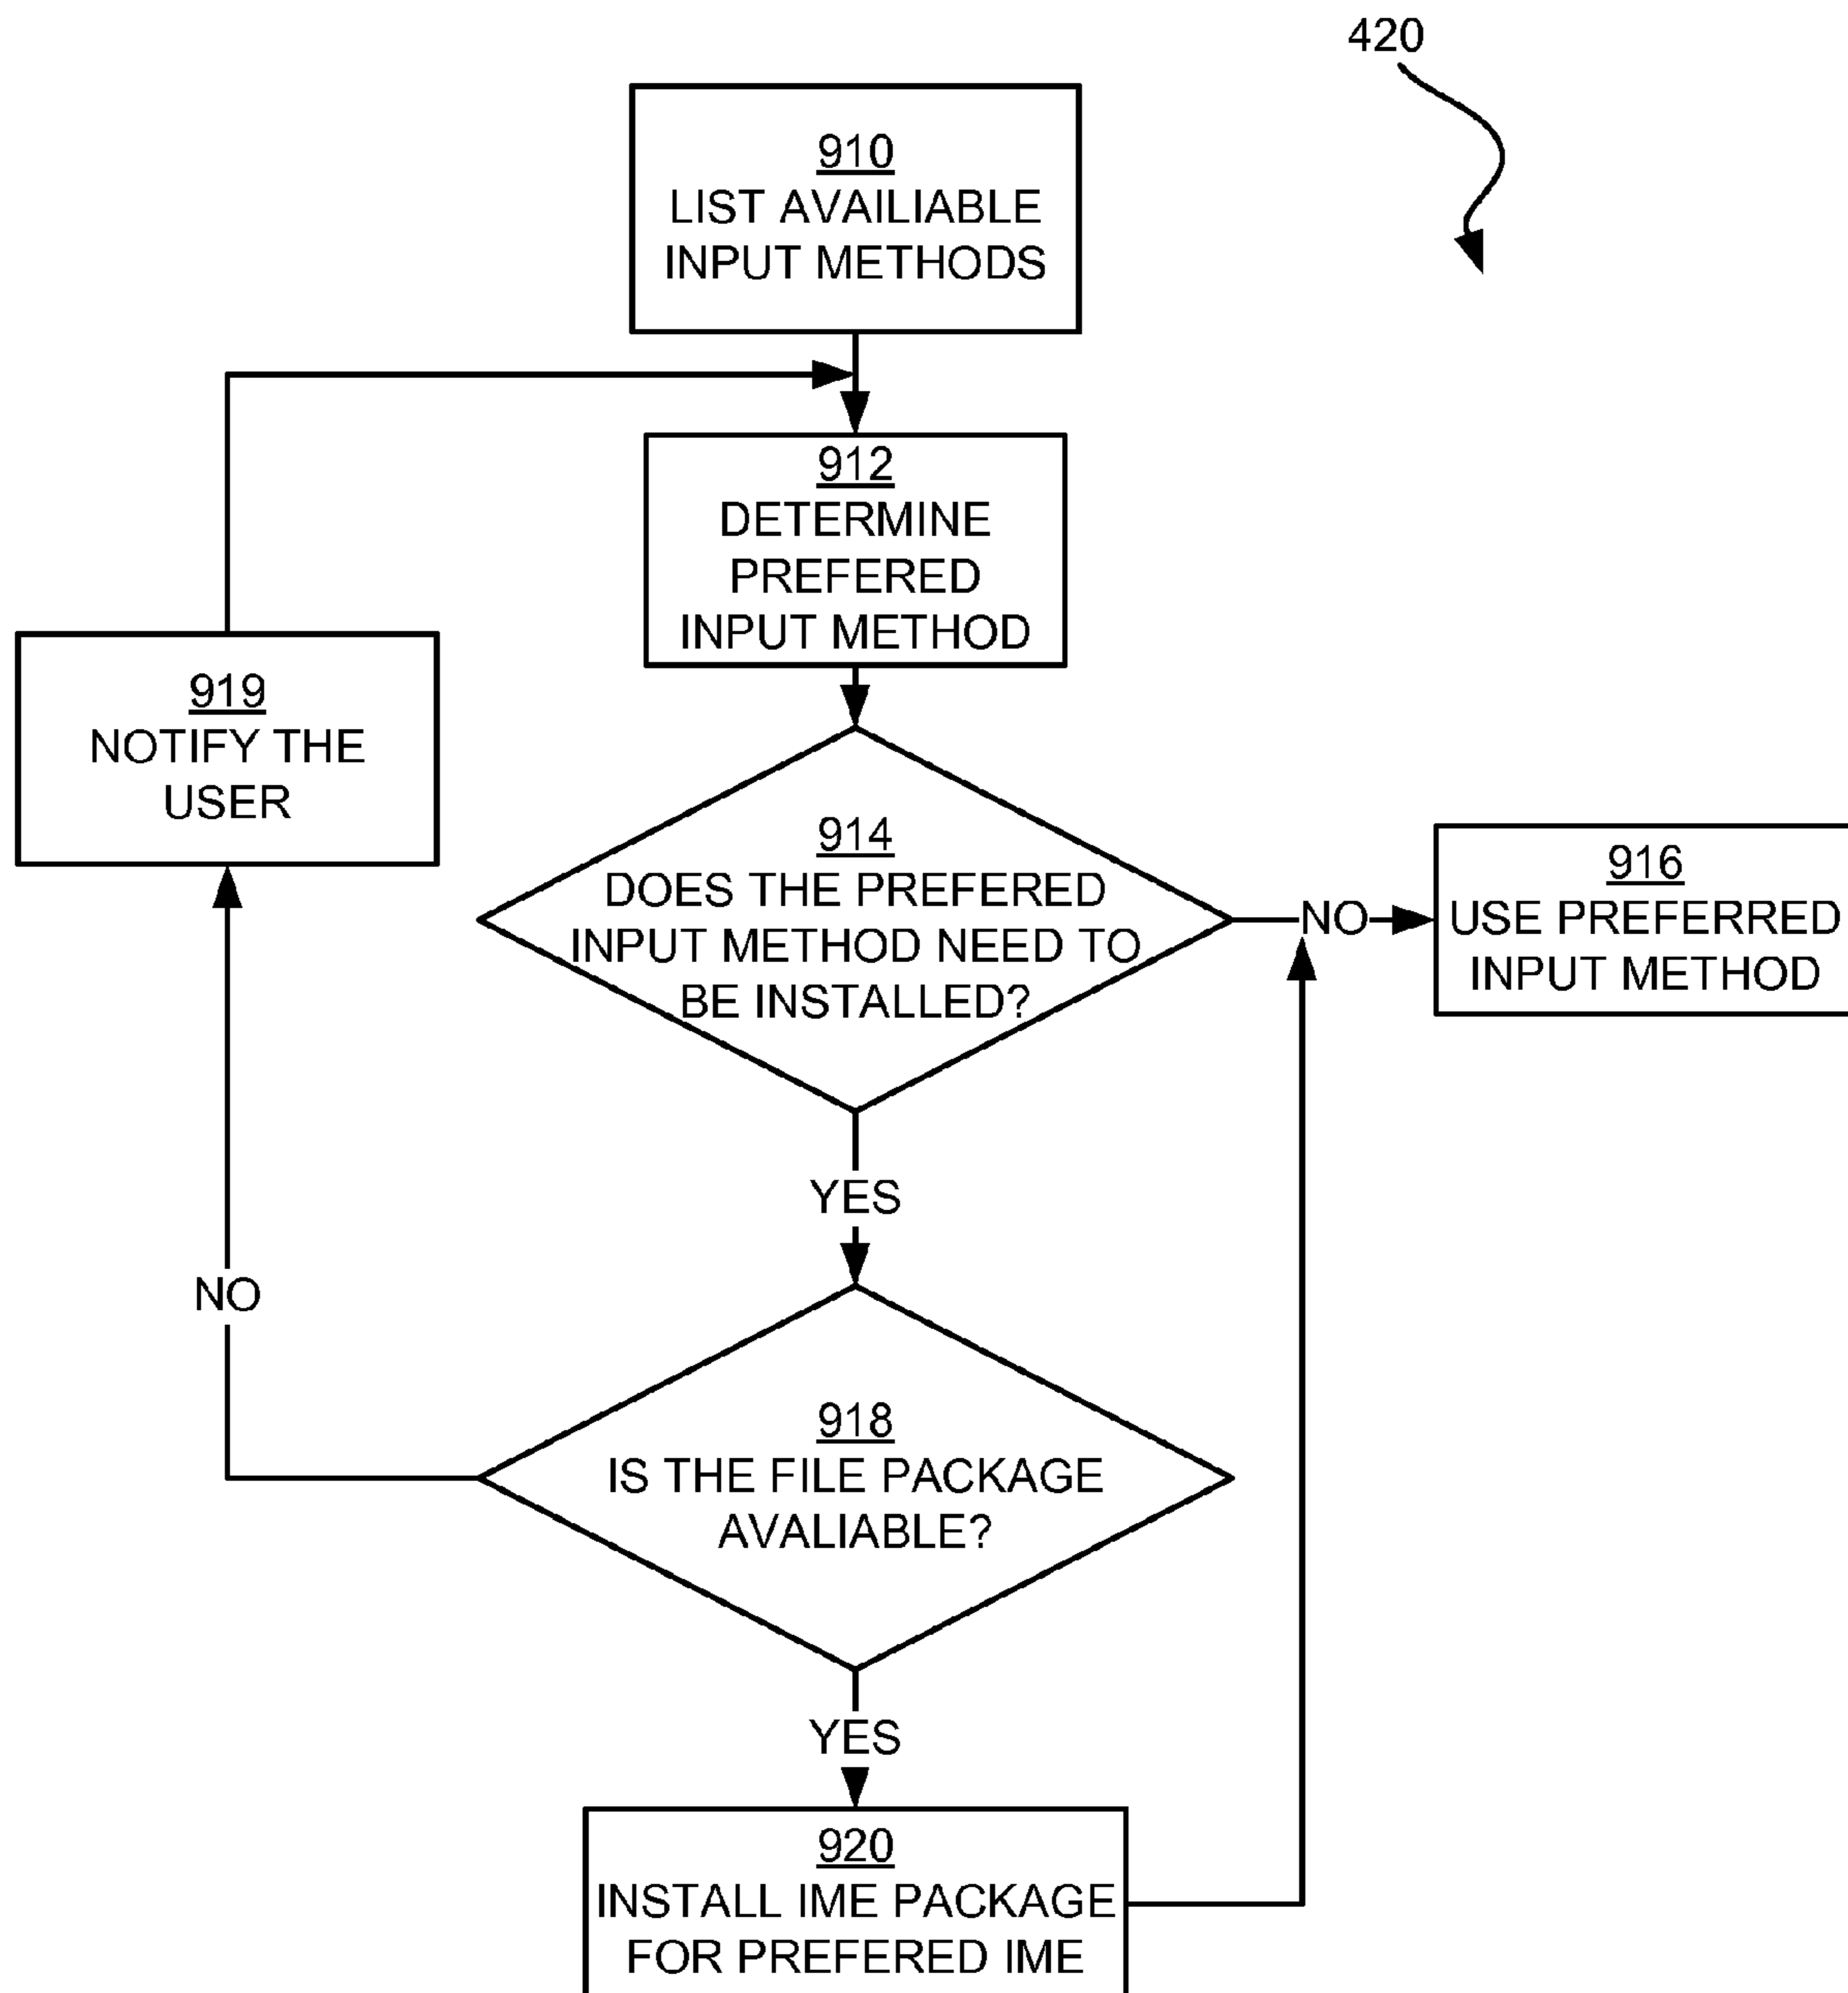 420
910
LIST AVAILIABLE
INPUT METHODS
912
DETERMINE
PREFERED
INPUT METHOD
919
NOTIFY THE
USER
914
DOES THE PREFERED
INPUT METHOD NEED TO
BE INSTALLED?
NO
916
USE PREFERRED
INPUT METHOD
YES
NO
918
IS THE FILE PACKAGE
AVALIABLE?
YES
920
INSTALL IME PACKAGE
FOR PREFERED IME